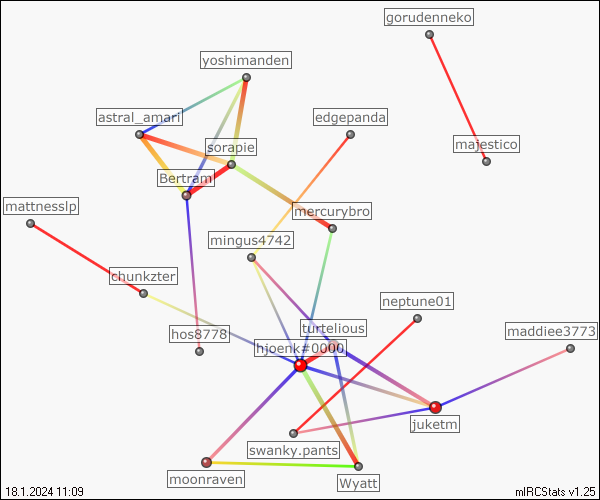 gorudenneko
yoshimanden
astral_amari
edgepanda
sorapie
majestico
Bertram
mattnesslp
mercurybro
mingus4742
chunkzter
neptune01
hos8778
turtelious
maddiee3773
hjoenk#0000
juketm
swanky.pants
moonraven
Wyatt
18.1.2024 11:09
mIRCStats v1.25